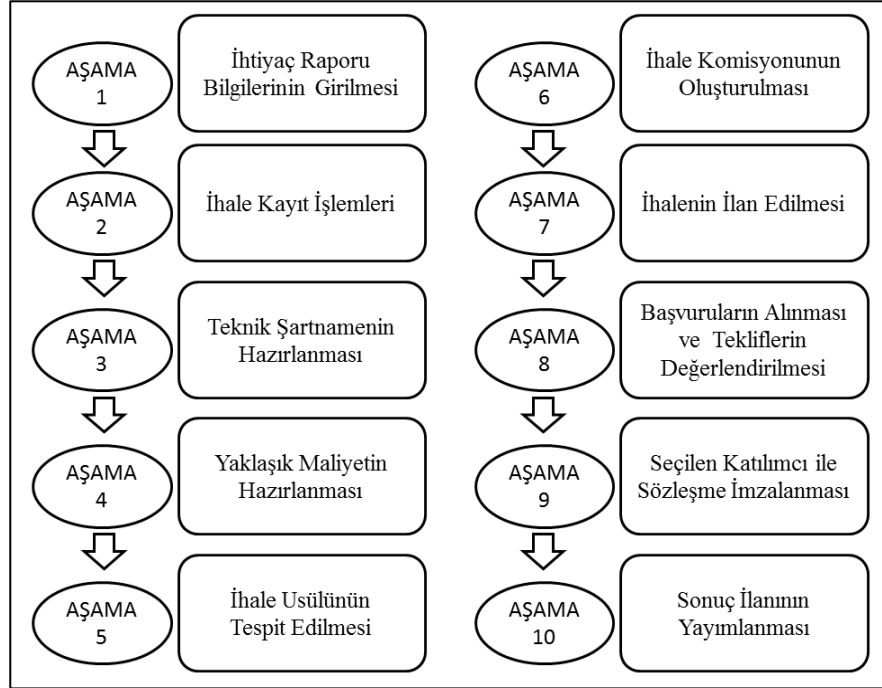 AŞAMA
1
İhtiyaç Raporu
Bilgilerinin Girilmesi
AŞAMA
2
İhale Kayıt İşlemleri
AŞAMA
3
Teknik Şartnamenin
Hazırlanması
AŞAMA
4
Yaklaşık Maliyetin
Hazırlanması
AŞAMA
5
İhale Usülünün
Tespit Edilmesi
AŞAMA
6
İhale Komisyonunun
Oluşturulması
AŞAMA
7
İhalenin İlan Edilmesi
AŞAMA
8
Başvuruların Alınması
ve Tekliflerin
Değerlendirilmesi
AŞAMA
9
Seçilen Katılımcı ile
Sözleşme İmzalanması
AŞAMA
10
Sonuç İlanının
Yayımlanması